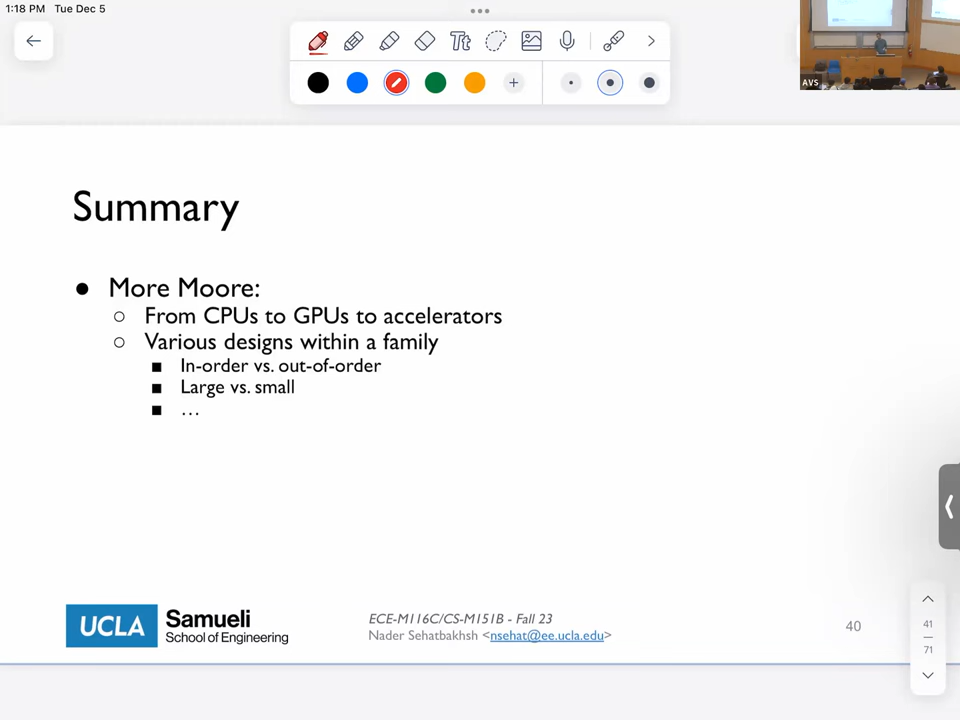 1:18 PM Tue Dec 5
Tt
AVS
Summary
● More Moore:
○ From CPUs to GPUs to accelerators
○ Various designs within a family
■ In-order vs. out-of-order
■ Large vs. small
■ …
UCLA Samueli
School of Engineering
ECE-M116C/CS-M151B - Fall 23
Nader Sehatbakhsh <nsehat@ee.ucla.edu>
40
41
71